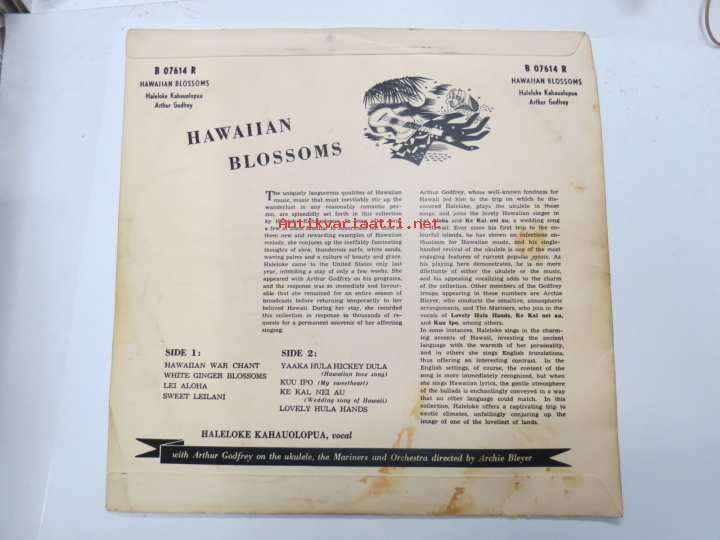 B 07614 R
HAWAIIAN BLOSSOMS
Haleloke Kahauolopua
Arthur Godfrey
B 07614 R
HAWAIIAN BLOSSOMS
Haleloke Kahauolopua
Arthur Godfrey
HAWAIIAN
BLOSSOMS
The uniquely languorous qualities of Hawaiian
music, music that most inevitably stir up the
wanderlust in any reasonably romantic per-
son, are splendidly set forth in this collection
by
a few
them new and rewarding examples of Hawaiian
melody, she conjures up the ineffably fascinating
thoughts of slow, thunderous surfs, white sands,
waving palms and a culture of beauty and grace.
Haleloke came to the United States only last
year, intending a stay of only a few weeks. She
appeared with Arthur Godfrey on his programs,
and the response was so immediate and favour-
able that she remained for an entire season of
broadcasts before returning temporarily to her
beloved Hawaii. During her stay, she recorded
this collection in response to thousands of re-
quests for a permanent souvenir of her affecting
singing.
Arthur Godfrey, whose well-known fondness for
Hawaii led him to the trip on which he dis-
covered Haleloke, plays the ukulele in these
songs, and joins the lovely Hawaiian singer in
Lei Aloha and Ke Kal nei au, a wedding song
of Hawaii. Ever since his first trip to the co-
lourful islands, he has shown an infectious en-
thusiasm for Hawaiian music, and his single-
handed revival of the ukulele is one of the most
engaging features of current popular music. As
his playing here demonstrates, he is no mere
dilettante of either the ukulele or the music,
and his appealing vocalizing adds to the charm
of the collection. Other members of the Godfrey
troupe appearing in these numbers are Archie
Bleyer, who conducts the sensitive, atmospheric
arrangements, and The Mariners, who join in the
vocals of Lovely Hula Hands, Ke Kal nei au,
and Kuu Ipo, among others.
In some instances, Haleloke sings in the charm-
ing accents of Hawaii, investing the ancient
language with the warmth of her personality,
and in others she sings English translations,
thus offering an interesting contrast. In the
English settings, of course, the content of the
song is more immediately recognized, but when
she sings Hawaiian lyrics, the gentle atmosphere
of the ballads is enchantingly conveyed in a way
that no other language could match. In this
collection, Haleloke offers a captivating trip to
exotic climates, unfailingly conjuring up the
image of one of the loveliest of lands.
Antikvariaatti.net
SIDE 1:
HAWAIIAN WAR CHANT
WHITE GINGER BLOSSOMS
LEI ALOHA
SWEET LEILANI
SIDE 2:
YAAKA HULA HICKEY DULA
(Hawaiian love song)
KUU IPO (My sweetheart)
KE KAL NEI AU
(Wedding song of Hawaii)
LOVELY HULA HANDS
HALELOKE KAHAUOLOPUA, vocal
with Arthur Godfrey on the ukulele, the Mariners and Orchestra directed by Archie Bleyer